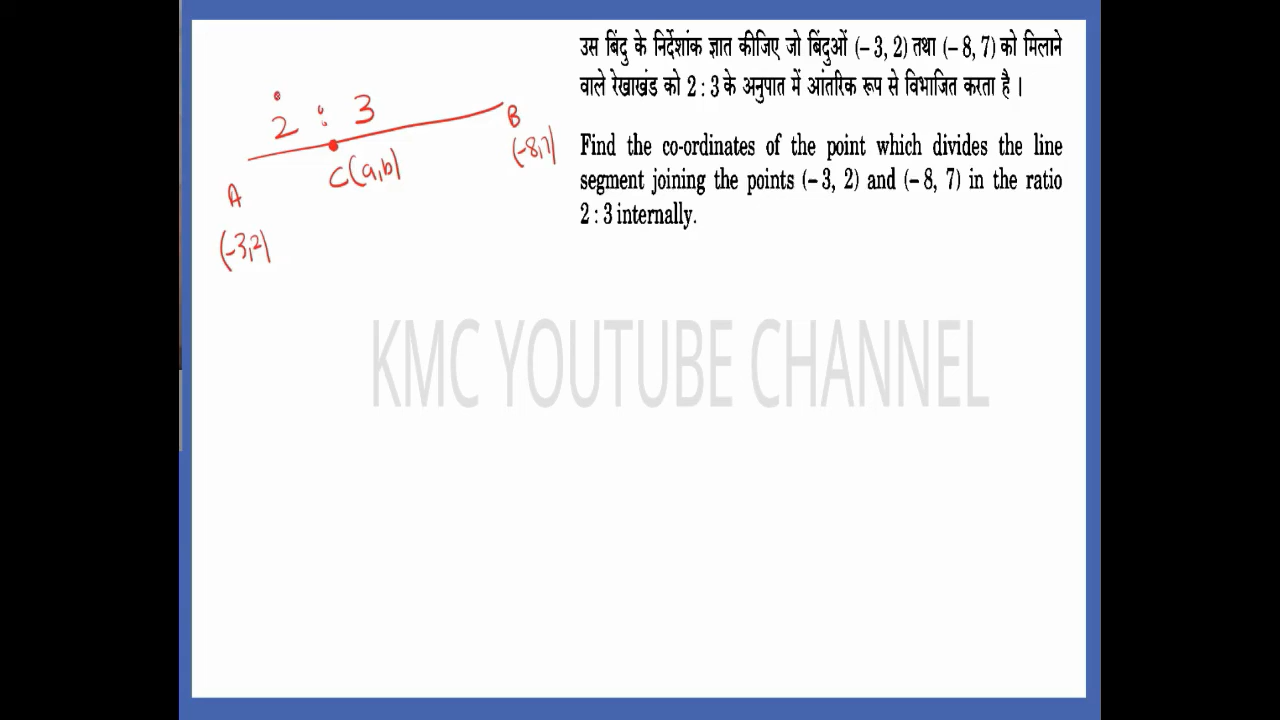 उस बिंदु के निर्देशांक ज्ञात कीजिए जो बिंदुओं (– 3, 2) तथा (– 8, 7) को मिलाने
वाले रेखाखंड को 2 : 3 के अनुपात में आंतरिक रूप से विभाजित करता है ।
Find the co-ordinates of the point which divides the line
segment joining the points (– 3, 2) and (– 8, 7) in the ratio
2 : 3 internally.
2 : 3
B
(-8,7)
C(a,b)
A
(-3,2)
KMC YOUTUBE CHANNEL